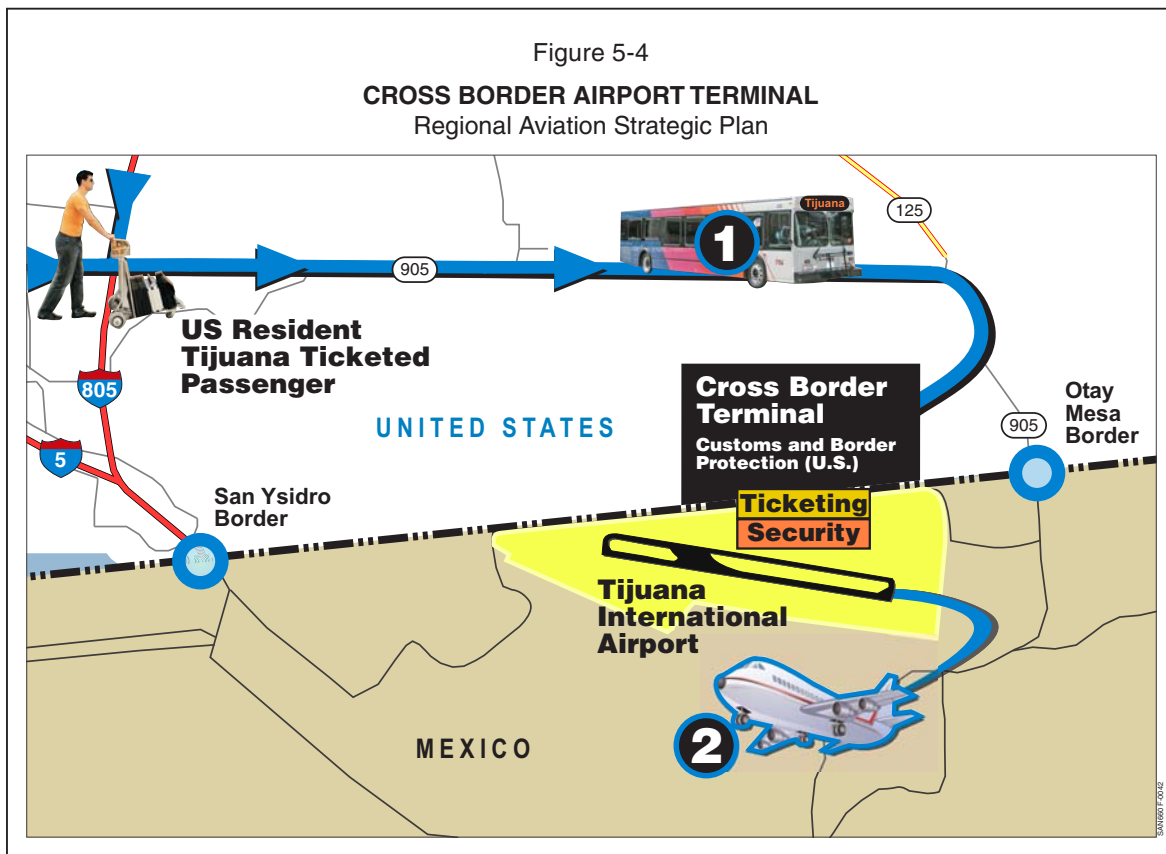 Figure 5-4
CROSS BORDER AIRPORT TERMINAL
Regional Aviation Strategic Plan
Tijuana
1
125
905
US Resident
Tijuana Ticketed
Passenger
805
UNITED STATES
Cross Border
Terminal
Customs and Border
Protection (U.S.)
Otay
Mesa
Border
905
5
San Ysidro
Border
Ticketing
Security
Tijuana
International
Airport
2
MEXICO
SAN660 F-0042